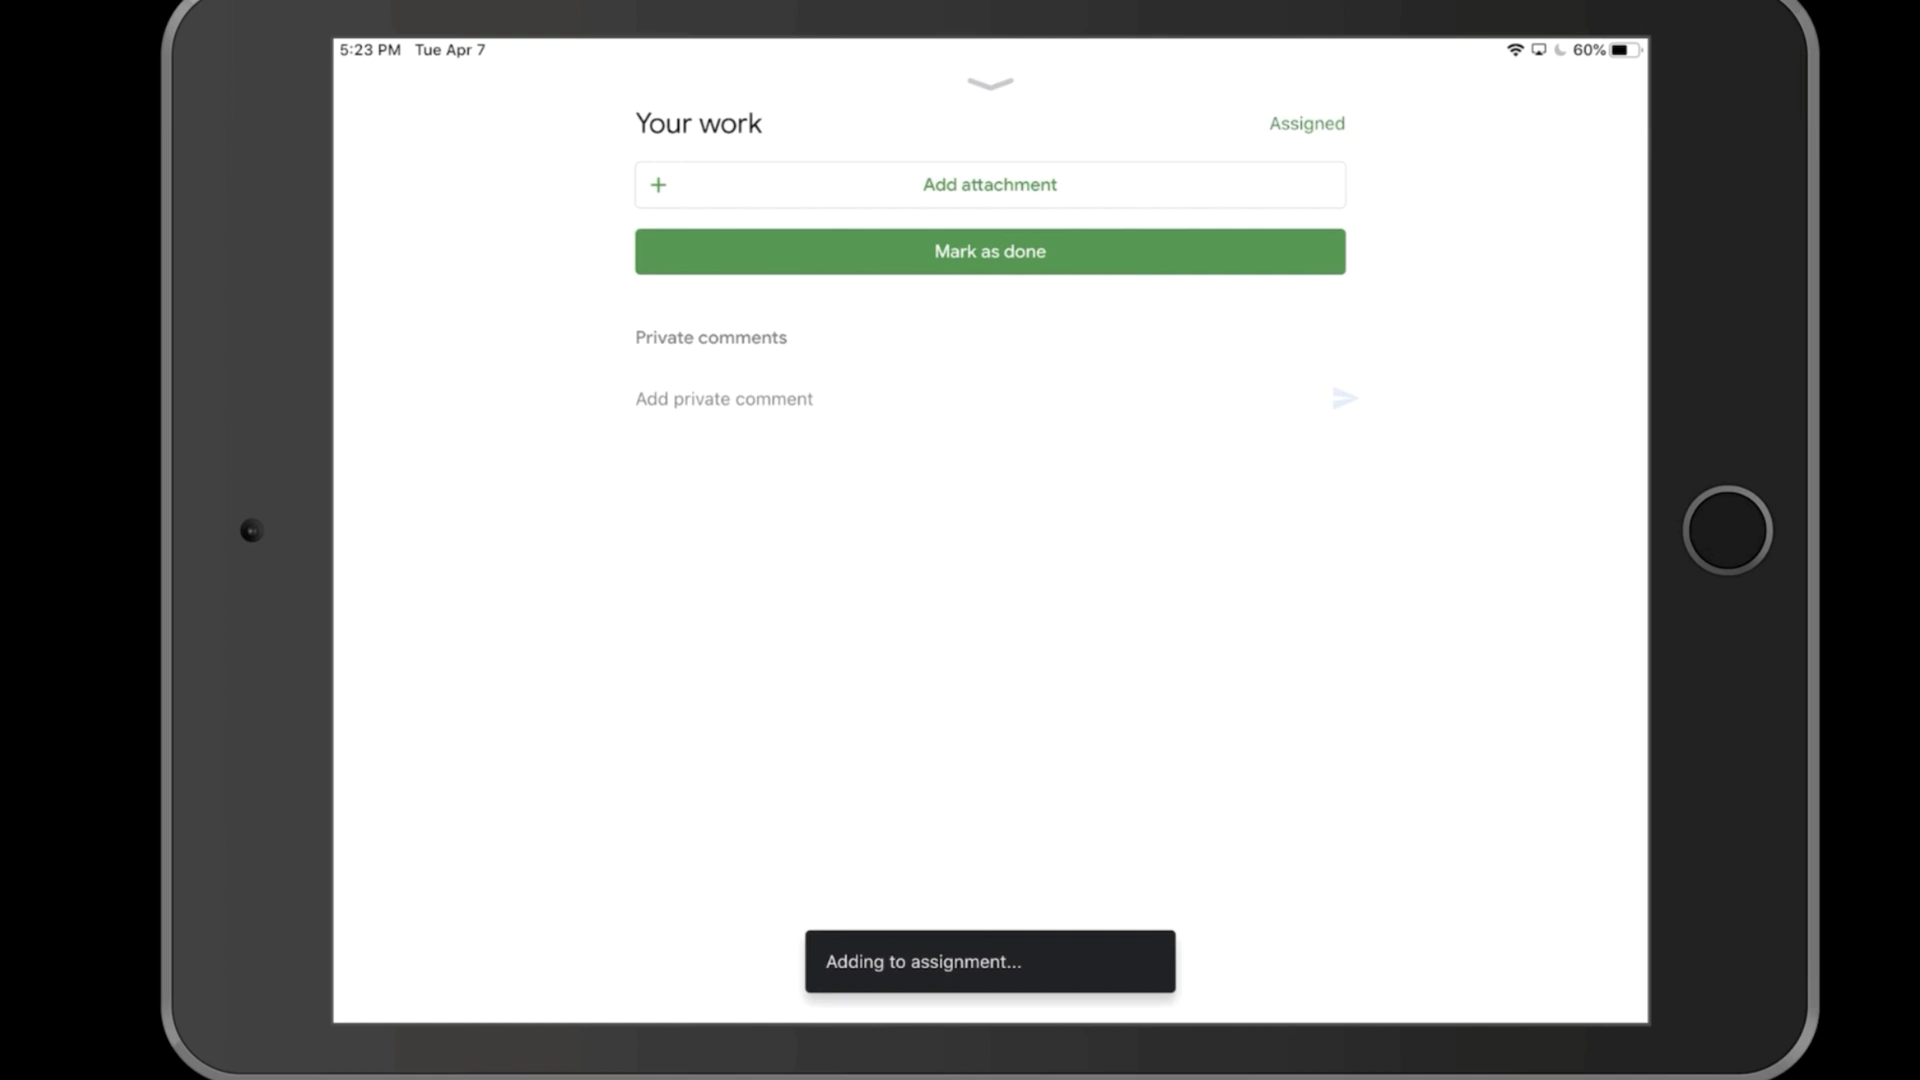 5:23 PM Tue Apr 7
60%
Your work
Assigned
+ Add attachment
Mark as done
Private comments
Add private comment
Adding to assignment...